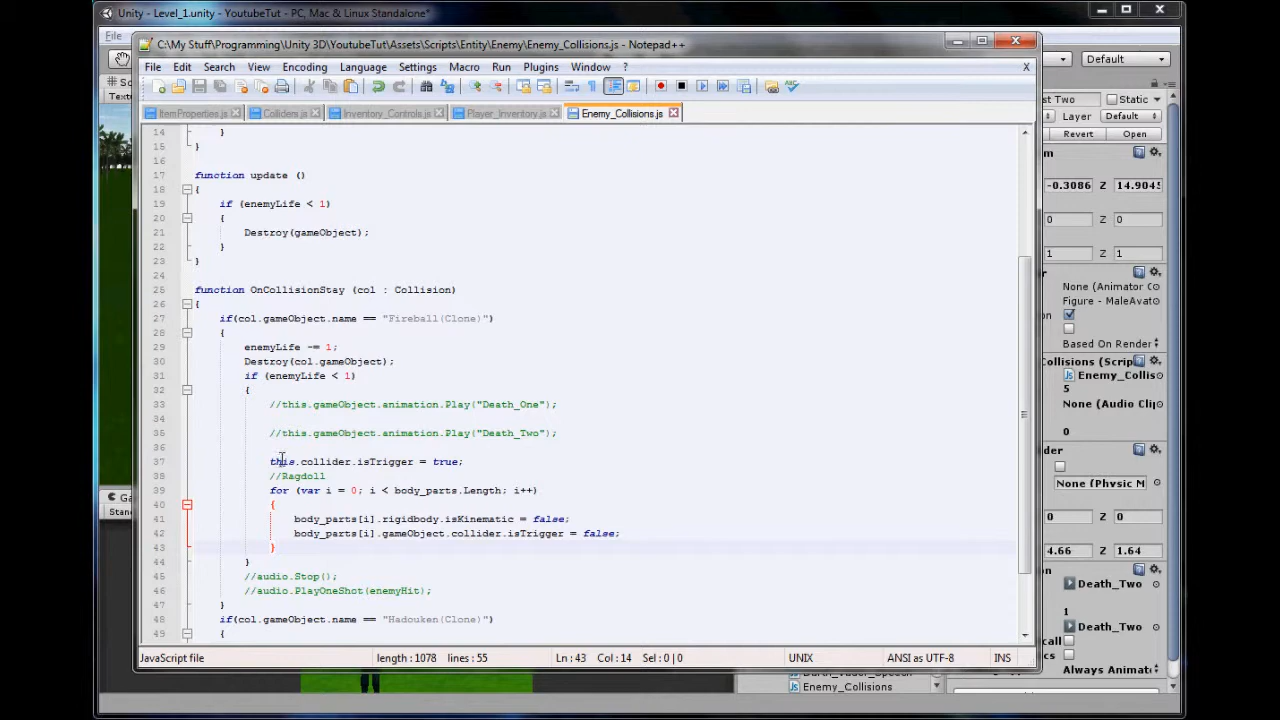 Unity - Level_1.unity - YoutubeTut - PC, Mac & Linux Standalone*
File
C:\My Stuff\Programming\Unity 3D\YoutubeTut\Assets\Scripts\Entity\Enemy\Enemy_Collisions.js - Notepad++
File Edit Search View Encoding Language Settings Macro Run Plugins Window ? X
Default
ItemProperties.js Colliders.js Inventory_Controls.js Player_Inventory.js Enemy_Collisions.js
st Two Static
Layer Default
Revert Open
14 }
15 }
16
17 function update ()
18 {
19 if (enemyLife < 1)
20 {
21 Destroy(gameObject);
22 }
23 }
24
25 function OnCollisionStay (col : Collision)
26 {
27 if(col.gameObject.name == "Fireball(Clone)")
28 {
29 enemyLife -= 1;
30 Destroy(col.gameObject);
31 if (enemyLife < 1)
32 {
33 //this.gameObject.animation.Play("Death_One");
34
35 //this.gameObject.animation.Play("Death_Two");
36
37 this.collider.isTrigger = true;
38 //Ragdoll
39 for (var i = 0; i < body_parts.Length; i++)
40 {
41 body_parts[i].rigidbody.isKinematic = false;
42 body_parts[i].gameObject.collider.isTrigger = false;
43 }
44 }
45 //audio.Stop();
46 //audio.PlayOneShot(enemyHit);
47 }
48 if(col.gameObject.name == "Hadouken(Clone)")
49 {
JavaScript file length : 1078 lines : 55 Ln : 43 Col : 14 Sel : 0 | 0 UNIX ANSI as UTF-8 INS
-0.3086 Z 14.904
0 Z 0
1 Z 1
None (Animator C
Figure - MaleAvat
Based On Render
Collisions (Scrip
Enemy_Collis
5
None (Audio Clip
0
None (Physic M
0 Z 0
4.66 Z 1.64
Death_Two
1
Death_Two
Always Animat
Enemy_Collisions